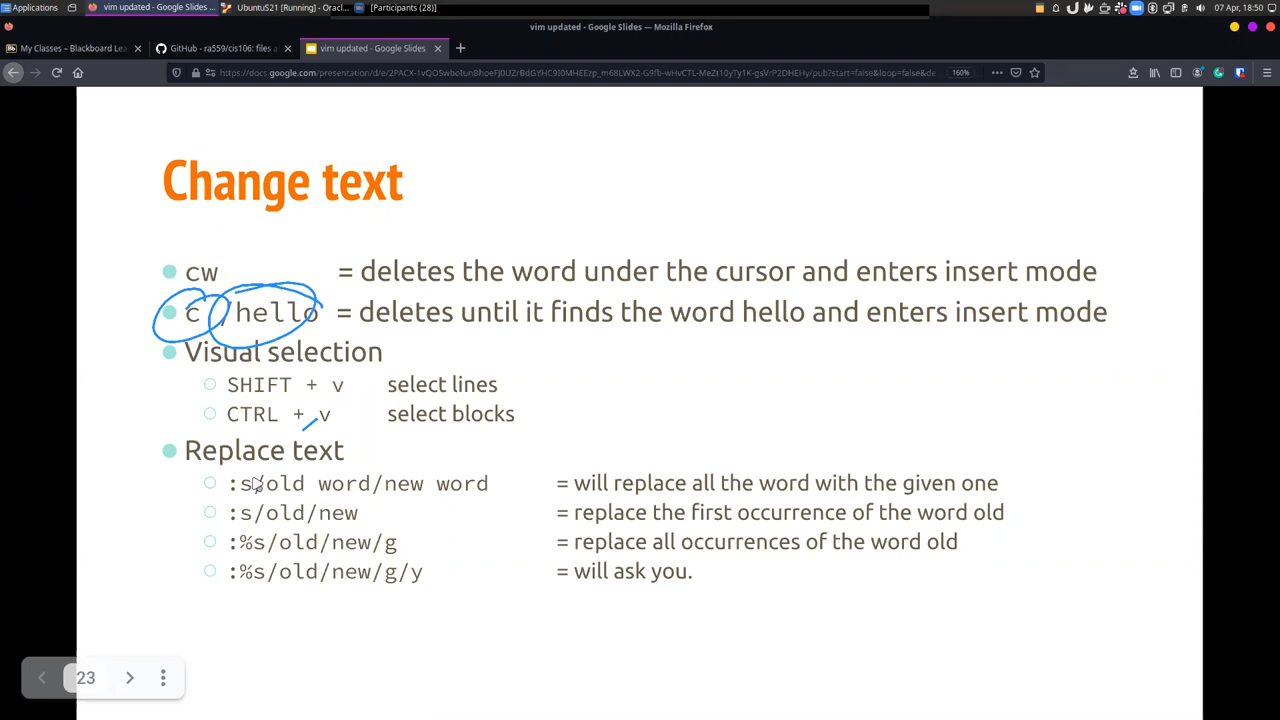 Applications
vim updated - Google Slides ...
UbuntuS21 [Running] - Oracl...
[Participants (28)]
07 Apr, 18:50
vim updated - Google Slides - Mozilla Firefox
My Classes – Blackboard Lea
GitHub - ra559/cis106: files a
vim updated - Google Slides
160%
Change text
cw = deletes the word under the cursor and enters insert mode
c /hello = deletes until it finds the word hello and enters insert mode
Visual selection
SHIFT + v select lines
CTRL + v select blocks
Replace text
:s/old word/new word = will replace all the word with the given one
:s/old/new = replace the first occurrence of the word old
:%s/old/new/g = replace all occurrences of the word old
:%s/old/new/g/y = will ask you.
23